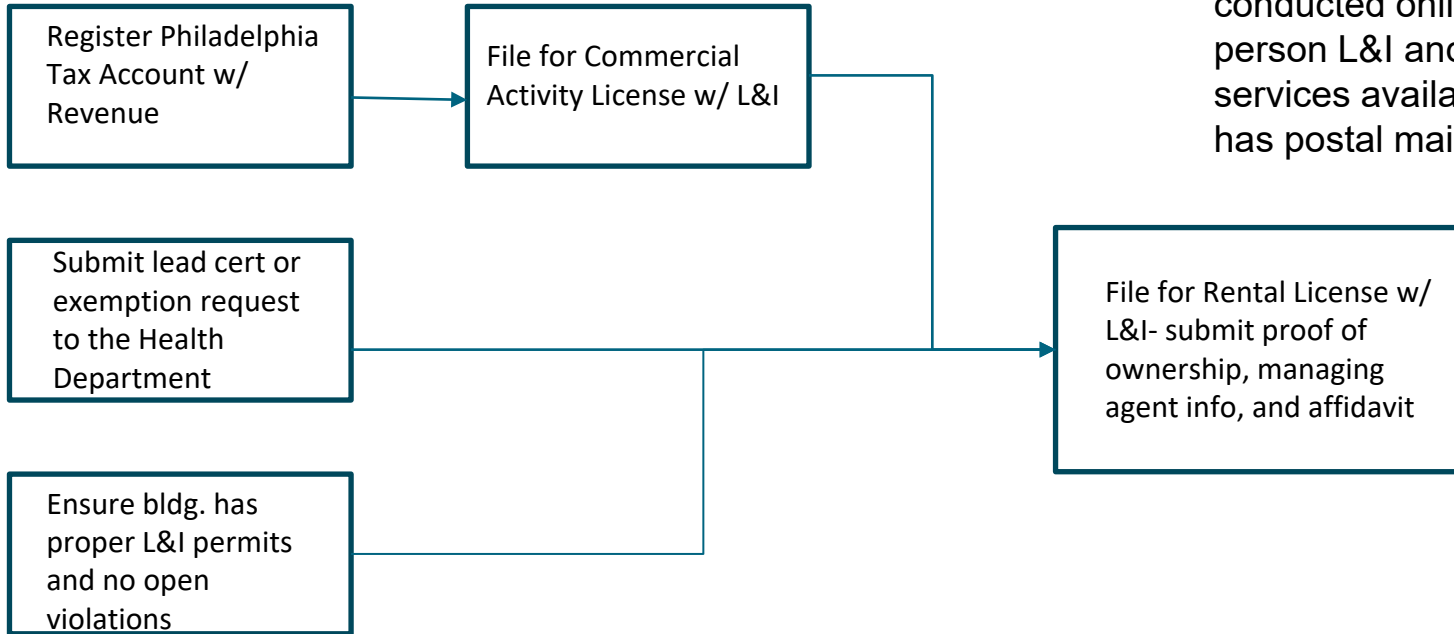 Register Philadelphia
Tax Account w/
Revenue
File for Commercial
Activity License w/ L&I
person L&I
services
has postal
Submit lead cert or
exemption request
to the Health
Department
File for Rental License w/
L&I- submit proof of
ownership, managing
agent info, and affidavit
Ensure bldg. has
proper L&I permits
and no open
violations